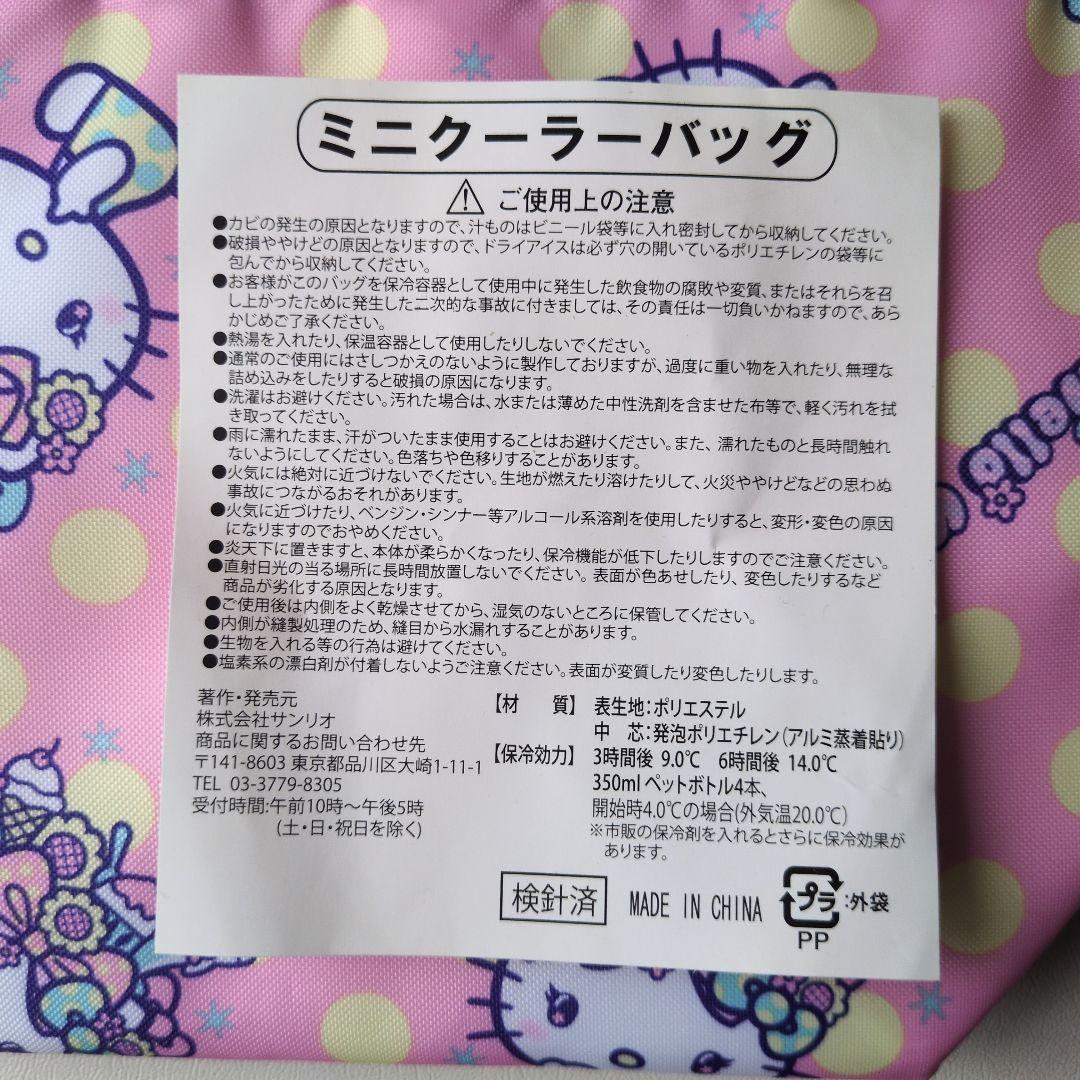 ミニクーラーバッグ
⚠ ご使用上の注意
●カビの発生の原因となりますので、汁ものはビニール袋等に入れ密封してから収納してください。
●破損ややけどの原因となりますので、ドライアイスは必ず穴の開いているポリエチレンの袋等に
包んでから収納してください。
●お客様がこのバッグを保冷容器として使用中に発生した飲食物の腐敗や変質、またはそれらを召
し上がったために発生した二次的な事故に付きましては、その責任は一切負いかねますので、あら
かじめご了承ください。
●熱湯を入れたり、保温容器として使用したりしないでください。
●通常のご使用にはさしつかえのないように製作しておりますが、過度に重い物を入れたり、無理な
詰め込みをしたりすると破損の原因になります。
●洗濯はお避けください。汚れた場合は、水または薄めた中性洗剤を含ませた布等で、軽く汚れを拭
き取ってください。
●雨に濡れたまま、汗がついたまま使用することはお避けください。また、濡れたものと長時間触れ
ないようにしてください。色落ちや色移りすることがあります。
●火気には絶対に近づけないでください。生地が燃えたり溶けたりして、火災ややけどなどの思わぬ
事故につながるおそれがあります。
●火気に近づけたり、ベンジン・シンナー等アルコール系溶剤を使用したりすると、変形・変色の原因
になりますのでおやめください。
●炎天下に置きますと、本体が柔らかくなったり、保冷機能が低下したりしますのでご注意ください。
●直射日光の当る場所に長時間放置しないでください。表面が色あせしたり、変色したりするなど
商品が劣化する原因となります。
●ご使用後は内側をよく乾燥させてから、湿気のないところに保管してください。
●内側が縫製処理のため、縫目から水漏れすることがあります。
●生物を入れる等の行為は避けてください。
●塩素系の漂白剤が付着しないようご注意ください。表面が変質したり変色したりします。
著作・発売元
株式会社サンリオ
商品に関するお問い合わせ先
〒141-8603 東京都品川区大崎1-11-1
TEL 03-3779-8305
受付時間:午前10時～午後5時
(土・日・祝日を除く)
【材 質】 表生地:ポリエステル
中 芯:発泡ポリエチレン(アルミ蒸着貼り)
【保冷効力】 3時間後 9.0℃ 6時間後 14.0℃
350mlペットボトル4本、
開始時4.0℃の場合(外気温20.0℃)
※市販の保冷剤を入れるとさらに保冷効果が
あります。
検針済
MADE IN CHINA
プラ :外袋
PP